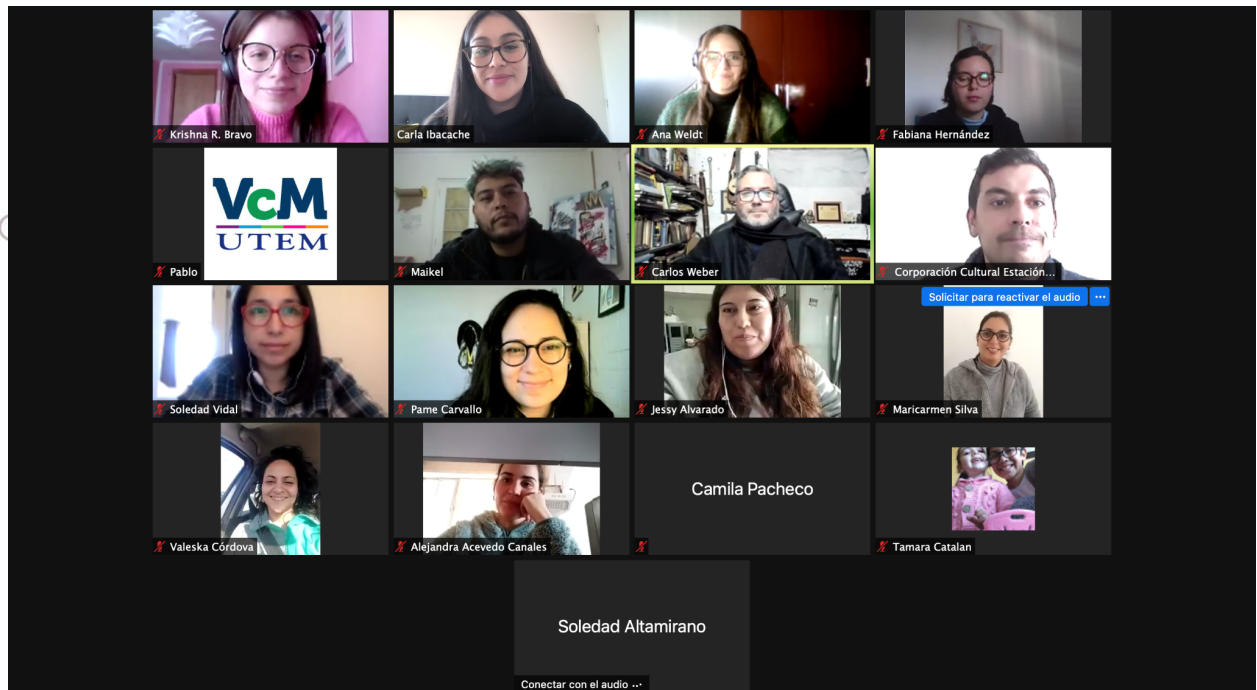 Krishna R. Bravo
Carla Ibacache
Ana Weldt
Fabiana Hernández
VcM
UTEM
Pablo
Maikel
Carlos Weber
Corporación Cultural Estación...
Solicitar para reactivar el audio ...
Soledad Vidal
Pame Carvallo
Jessy Alvarado
Maricarmen Silva
Camila Pacheco
Valeska Córdova
Alejandra Acevedo Canales
Tamara Catalan
Soledad Altamirano
Conectar con el audio ...